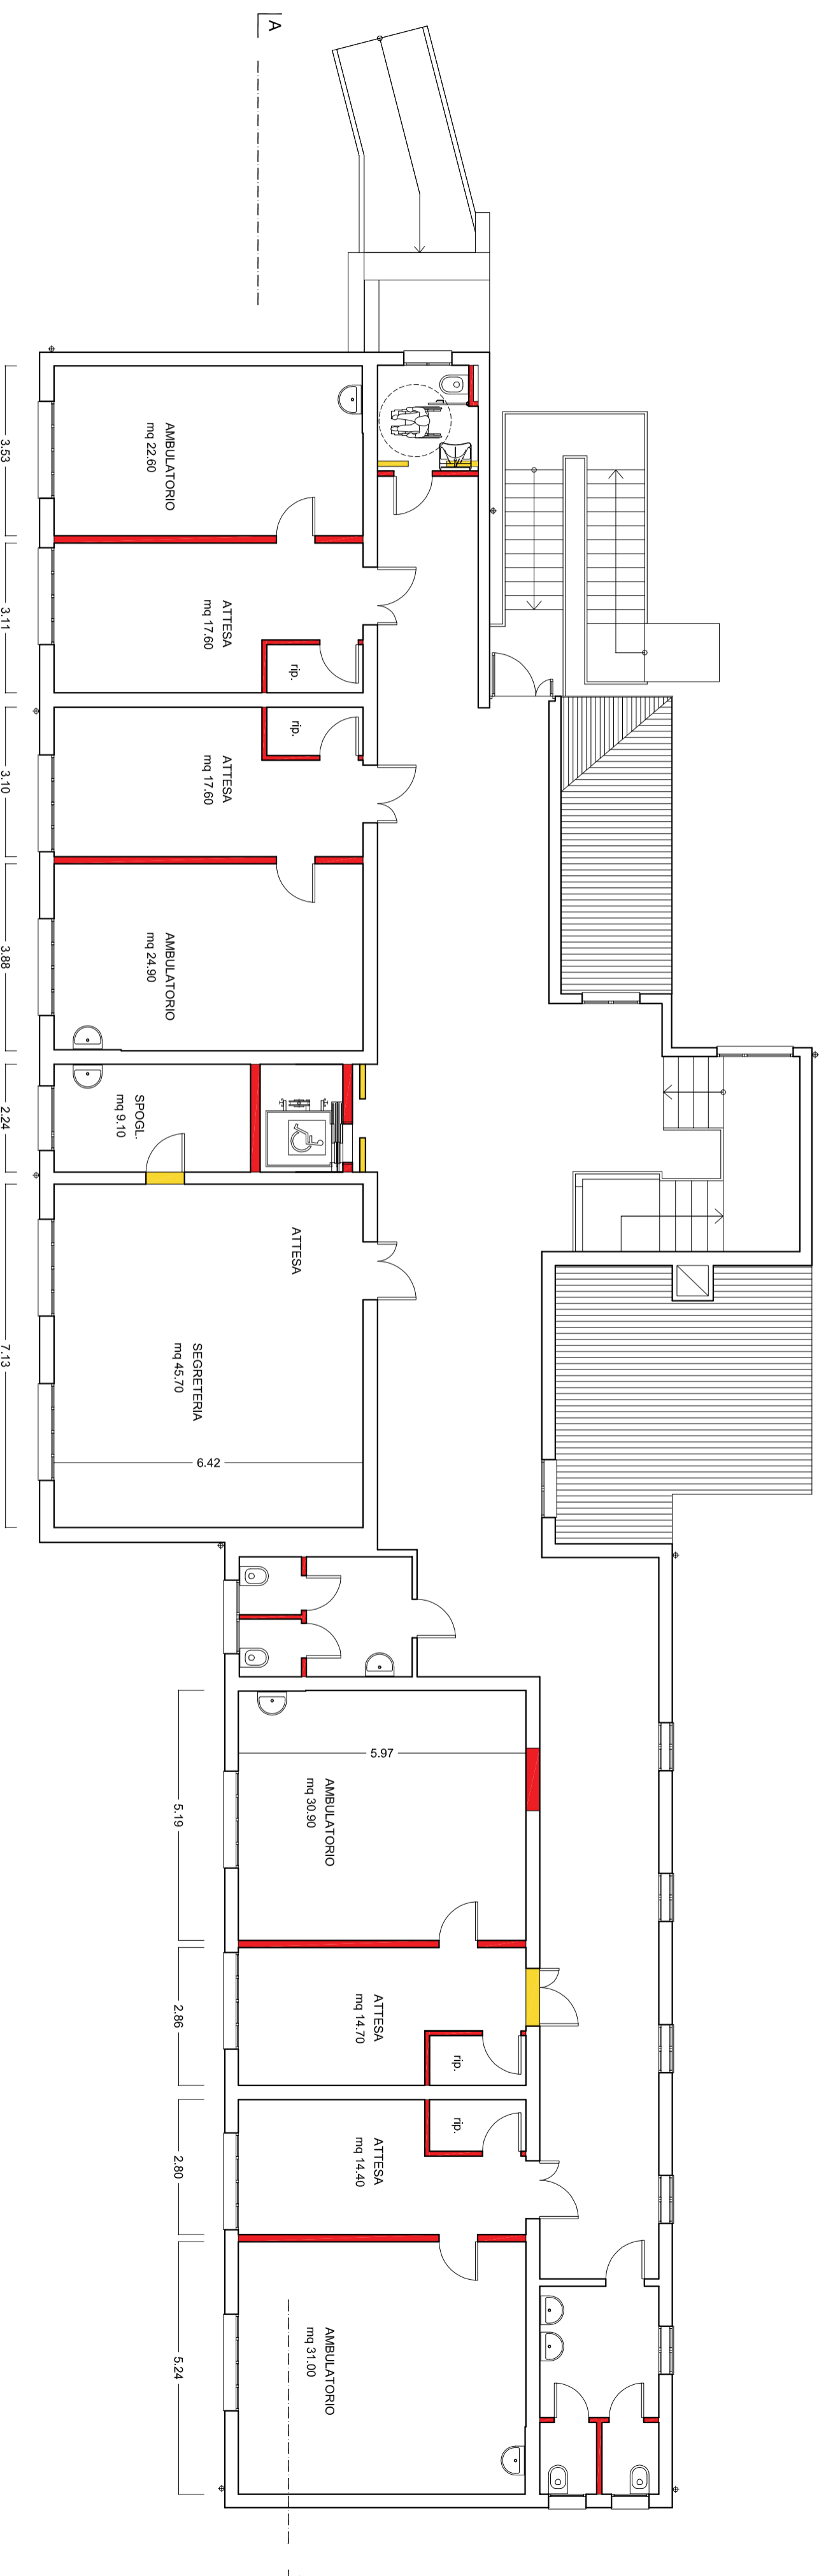 A
AMBULATORIO
mq 22.60
ATTESA
mq 17.60
rip.
rip.
ATTESA
mq 17.60
AMBULATORIO
mq 24.90
SPOGL.
mq 9.10
ATTESA
SEGRETERIA
mq 45.70
6.42
3.53
3.11
3.10
3.88
2.24
7.13
5.97
AMBULATORIO
mq 30.90
ATTESA
mq 14.70
rip.
rip.
ATTESA
mq 14.40
AMBULATORIO
mq 31.00
5.19
2.86
2.80
5.24